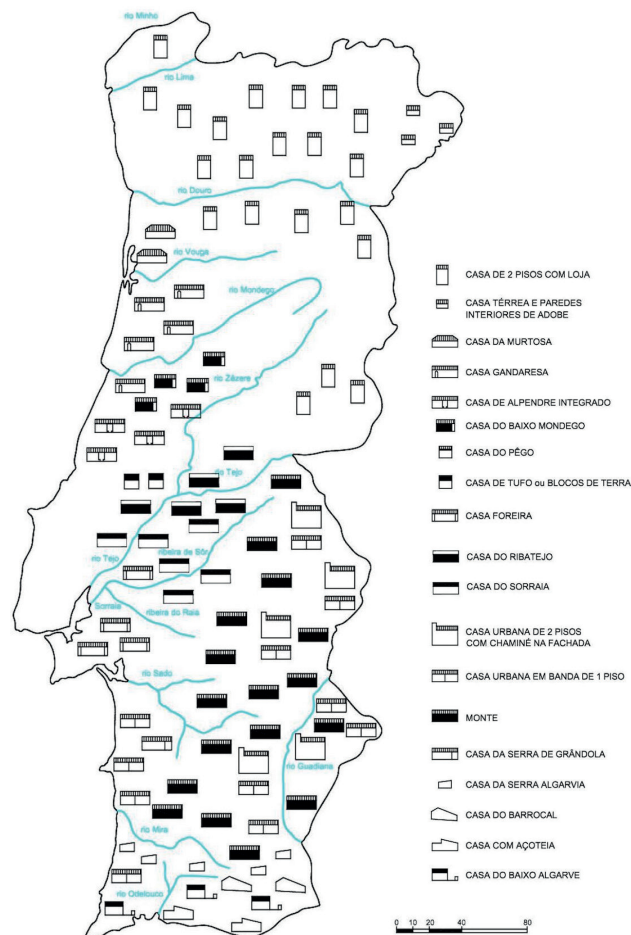 rio Minho
rio Lima
rio Douro
rio Vouga
rio Mondego
rio Zêzere
rio Tejo
rio Tejo
ribeira de Sôr
Sorraia
ribeira do Raia
rio Sado
rio Guadiana
rio Mira
rio Odelouca
CASA DE 2 PISOS COM LOJA
CASA TÉRREA E PAREDES
INTERIORES DE ADOBE
CASA DA MURTOSA
CASA GANDARESA
CASA DE ALPENDRE INTEGRADO
CASA DO BAIXO MONDEGO
CASA DO PÊGO
CASA DE TUFO ou BLOCOS DE TERRA
CASA FOREIRA
CASA DO RIBATEJO
CASA DO SORRAIA
CASA URBANA DE 2 PISOS
COM CHAMINÉ NA FACHADA
CASA URBANA EM BANDA DE 1 PISO
MONTE
CASA DA SERRA DE GRÂNDOLA
CASA DA SERRA ALGARVIA
CASA DO BARROCAL
CASA COM AÇOTEIA
CASA DO BAIXO ALGARVE
0 10 20 40 80